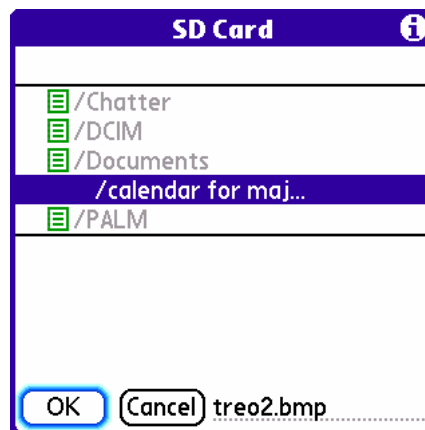 SD Card
/Chatter
/DCIM
/Documents
/calendar for maj...
/PALM
OK Cancel treo2.bmp